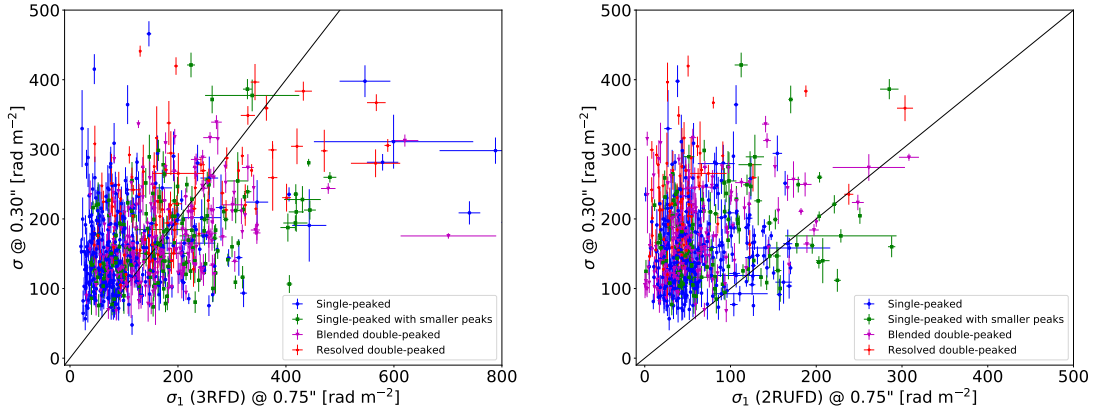 500
400
300
200
100
0
σ @ 0.30" [rad m⁻²]
Single-peaked
Single-peaked with smaller peaks
Blended double-peaked
Resolved double-peaked
0 200 400 600 800
σ₁ (3RFD) @ 0.75" [rad m⁻²]
500
400
300
200
100
0
σ @ 0.30" [rad m⁻²]
Single-peaked
Single-peaked with smaller peaks
Blended double-peaked
Resolved double-peaked
0 100 200 300 400 500
σ₁ (2RUFD) @ 0.75" [rad m⁻²]